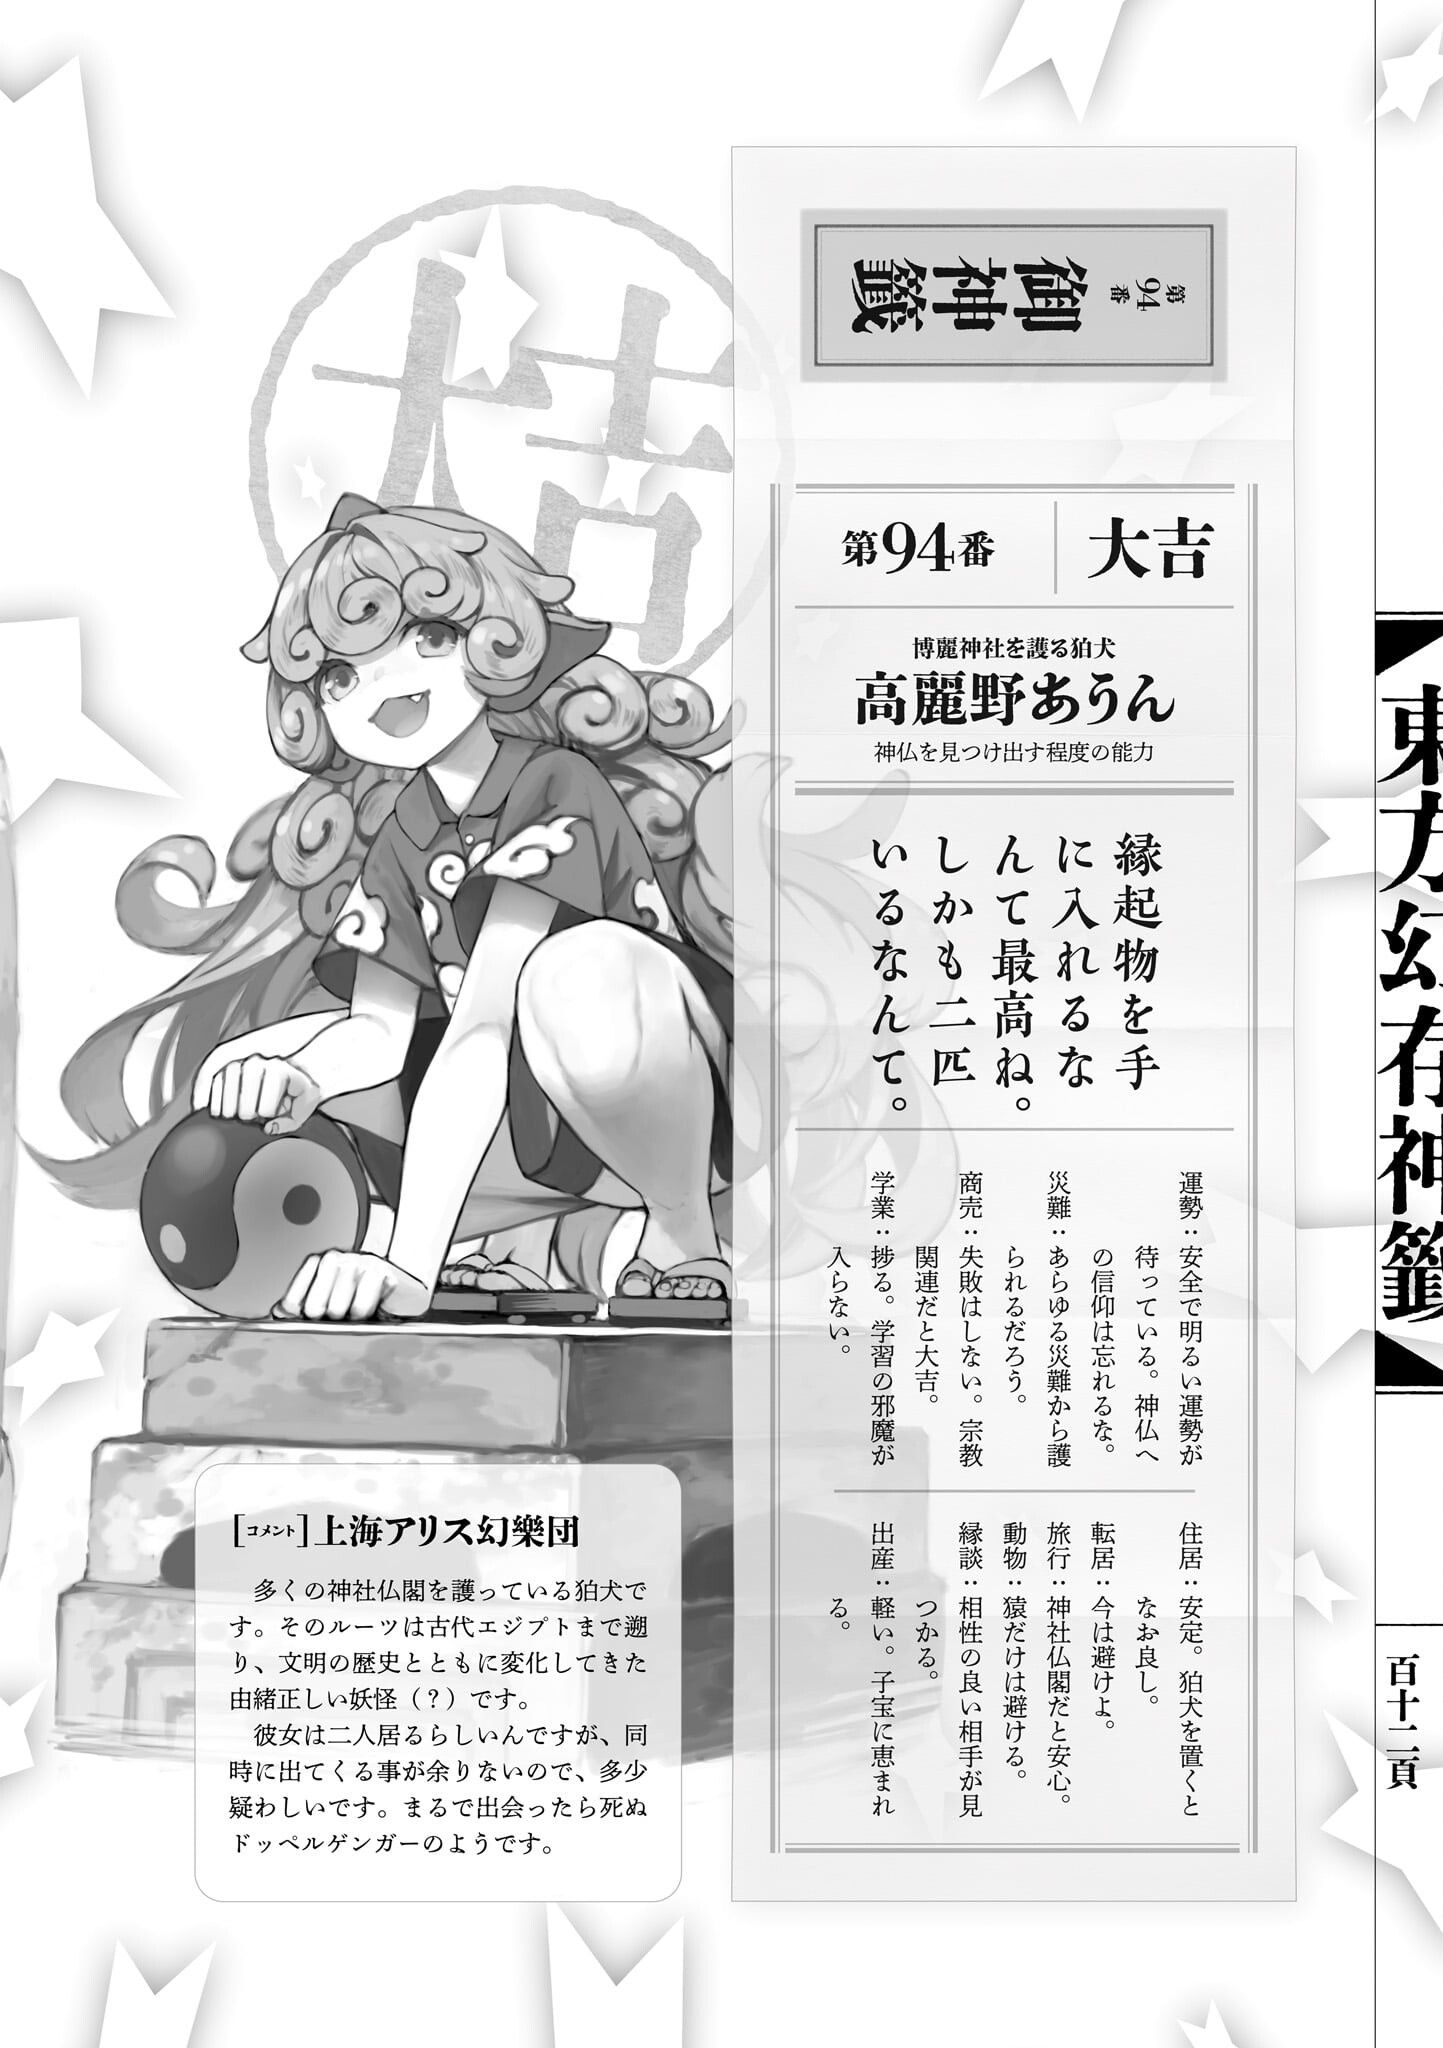 大吉
御神籤
第94番
第94番
大吉
博麗神社を護る狛犬
高麗野あうん
神仏を見つけ出す程度の能力
縁起物を手
に入れるな
んて最高ね。
しかも二匹
いるなんて。
運勢：安全で明るい運勢が
待っている。神仏へ
の信仰は忘れるな。
災難：あらゆる災難から護
られるだろう。
商売：失敗はしない。宗教
関連だと大吉。
学業：捗る。学習の邪魔が
入らない。
住居：安定。狛犬を置くと
なお良し。
転居：今は避けよ。
旅行：神社仏閣だと安心。
動物：猿だけは避ける。
縁談：相性の良い相手が見
つかる。
出産：軽い。子宝に恵まれ
る。
［コメント］上海アリス幻樂団
多くの神社仏閣を護っている狛犬で
す。そのルーツは古代エジプトまで遡
り、文明の歴史とともに変化してきた
由緒正しい妖怪（？）です。
彼女は二人居るらしいんですが、同
時に出てくる事が余りないので、多少
疑わしいです。まるで出会ったら死ぬ
ドッペルゲンガーのようです。
東方幻存神籤
百十二頁